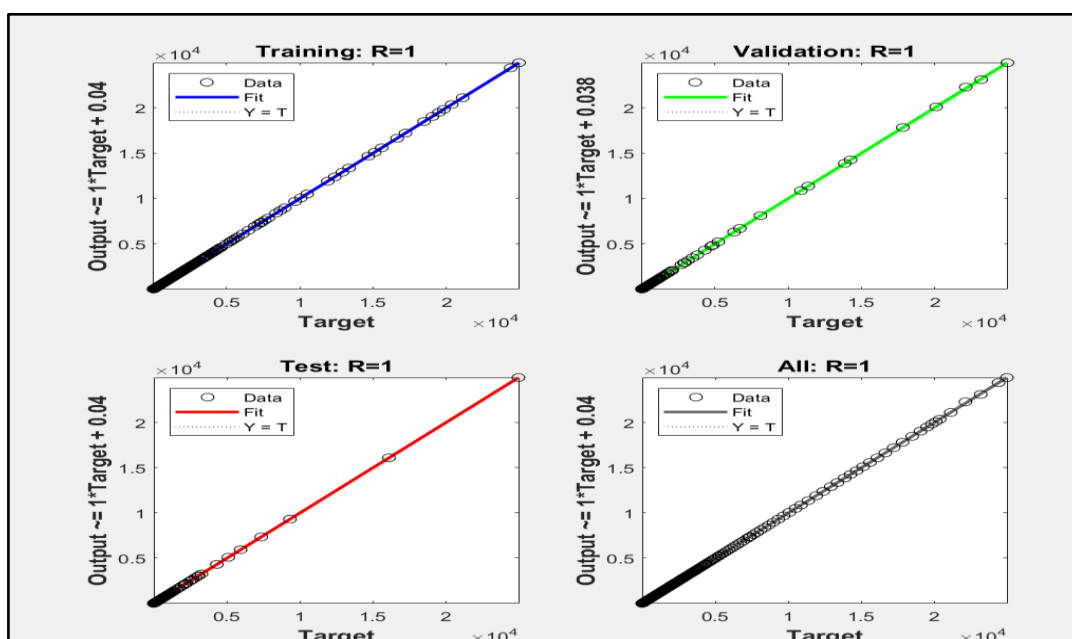 Training: R=1
×10⁴
Output ~= 1*Target + 0.04
Data
Fit
Y = T
2
1.5
1
0.5
0
0.5
1
1.5
2
Target
×10⁴
Validation: R=1
×10⁴
Output ~= 1*Target + 0.038
Data
Fit
Y = T
2
1.5
1
0.5
0
0.5
1
1.5
2
Target
×10⁴
Test: R=1
×10⁴
Output ~= 1*Target + 0.04
Data
Fit
Y = T
2
1.5
1
0.5
0
0.5
1
1.5
2
Target
×10⁴
All: R=1
×10⁴
Output ~= 1*Target + 0.04
Data
Fit
Y = T
2
1.5
1
0.5
0
0.5
1
1.5
2
Target
×10⁴